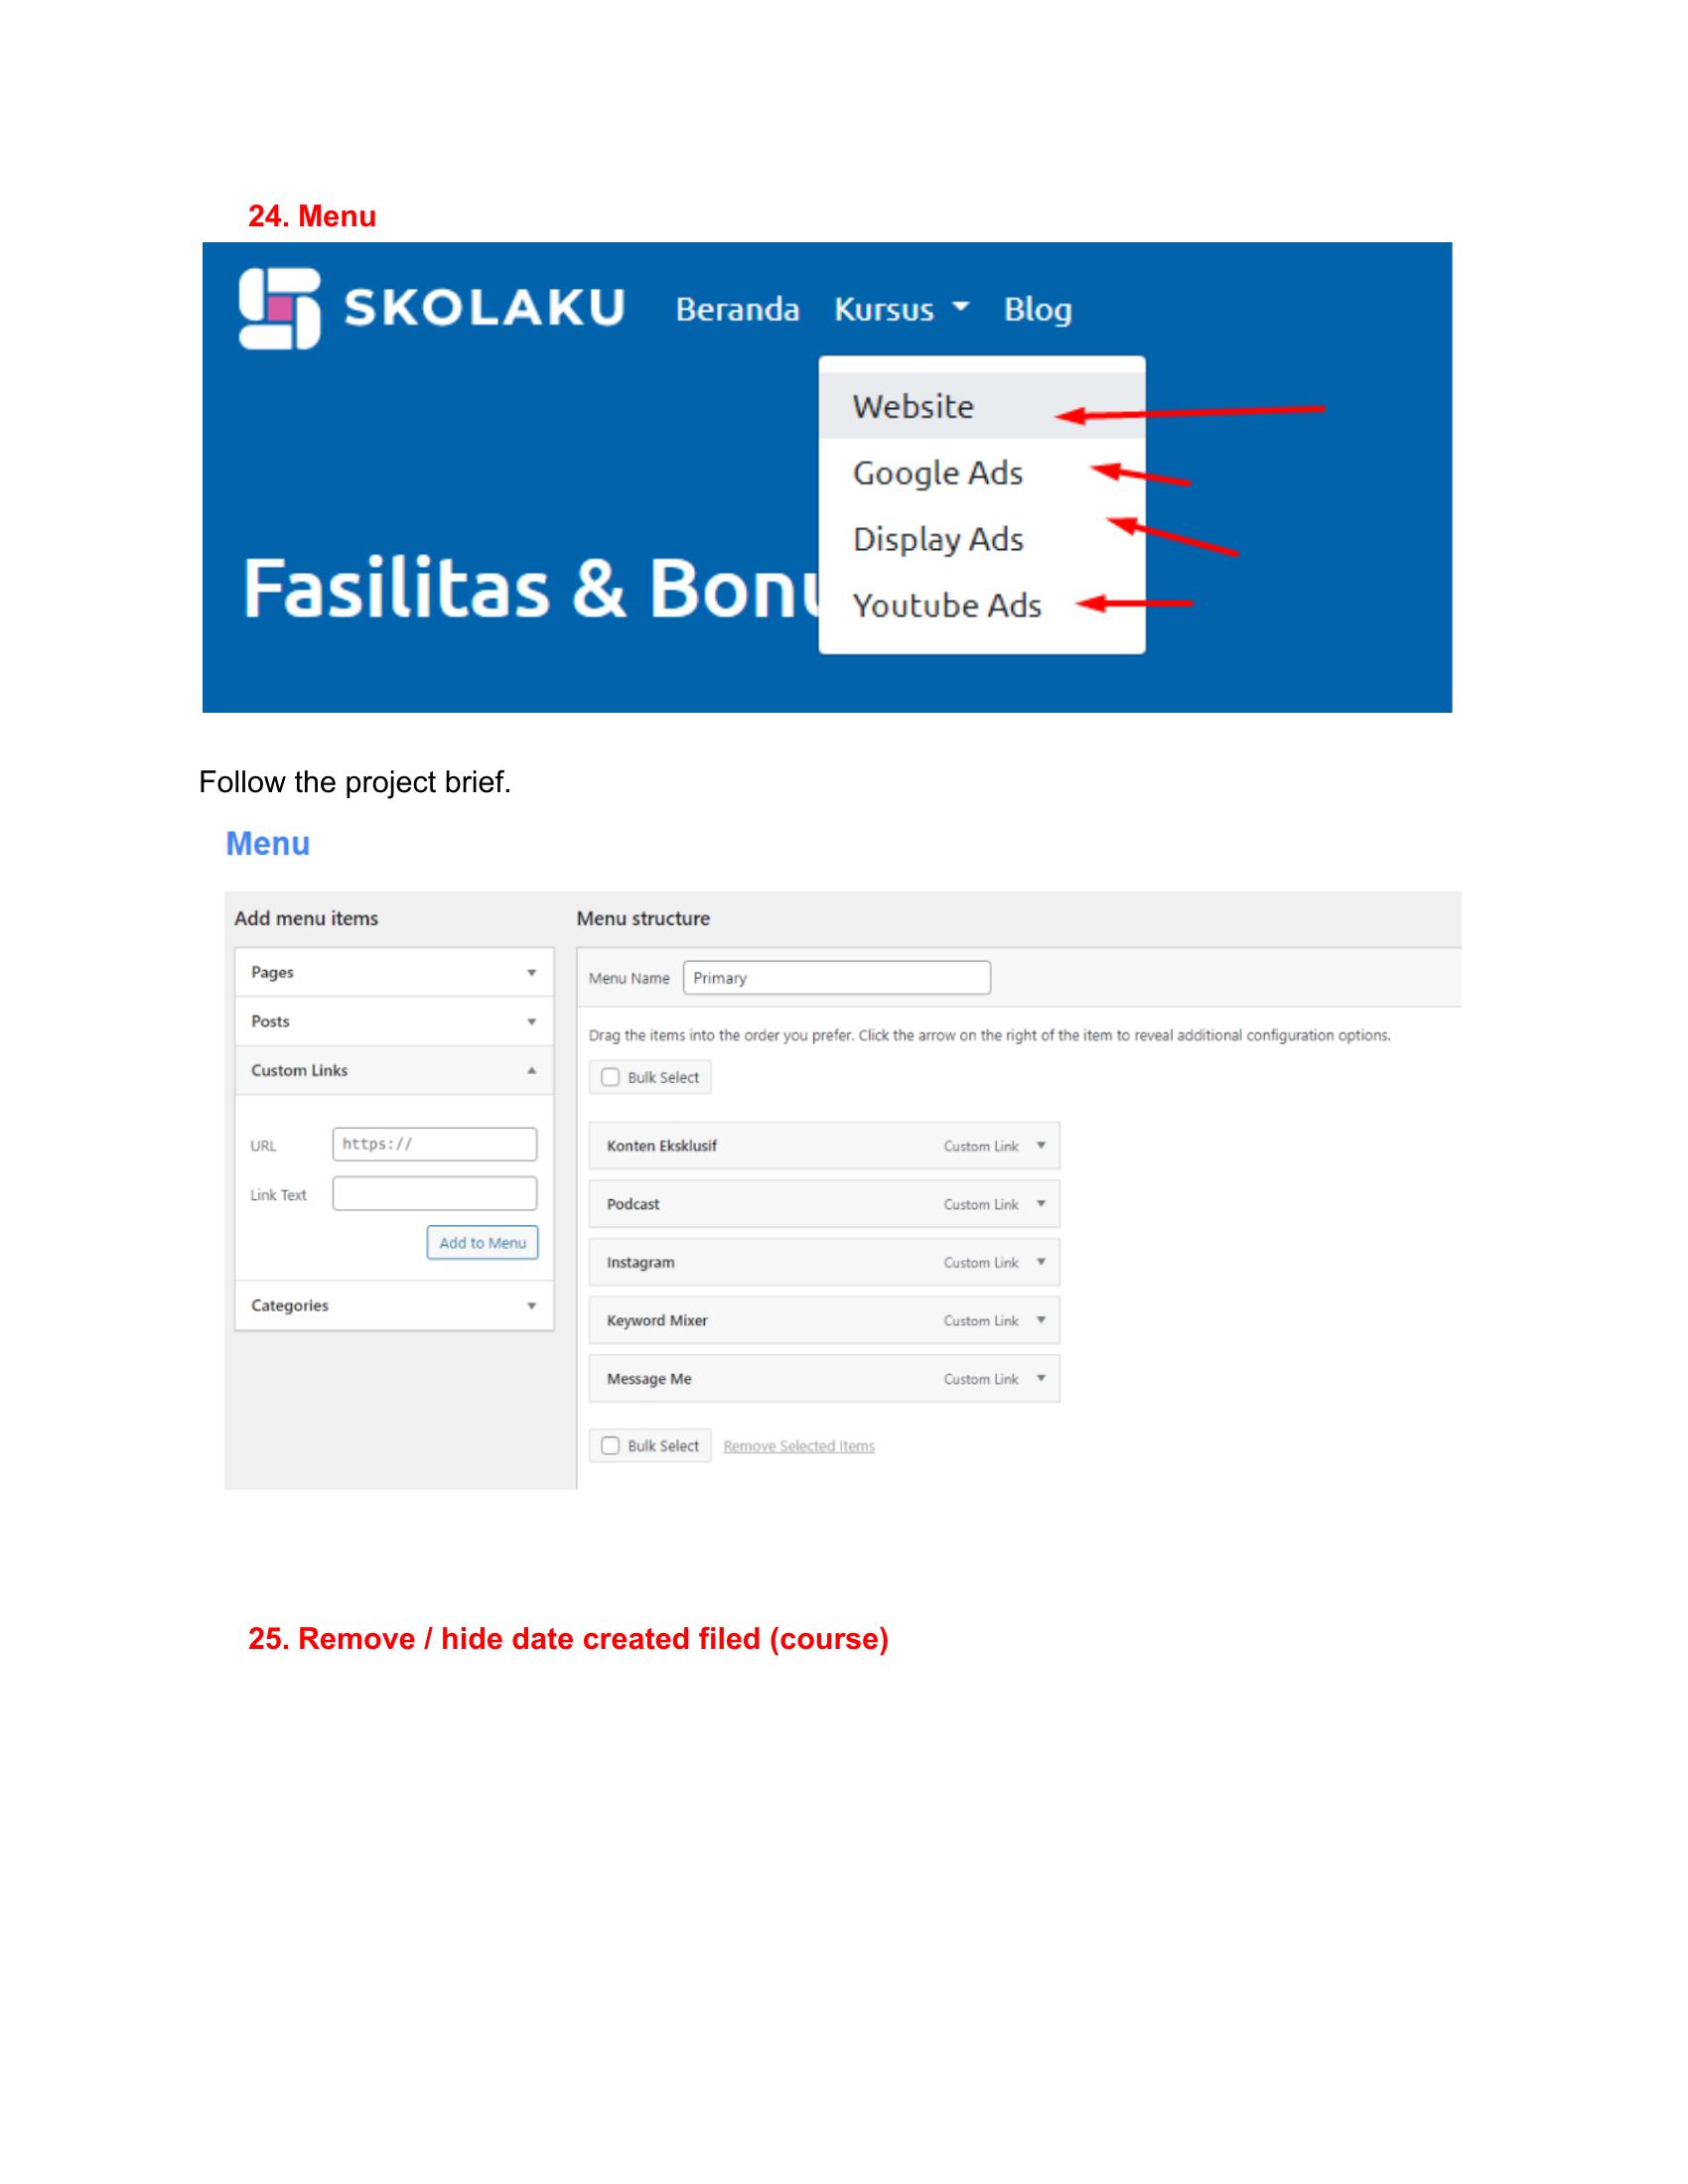 24. Menu
SKOLAKU Beranda Kursus Blog
Website
Google Ads
Display Ads
Fasilitas & Bon
Youtube Ads
Follow the project brief.
Menu
Add menu items
Menu structure
Pages
Menu Name Primary
Posts
Drag the items into the order you prefer. Click the arrow on the right of the item to reveal additional configuration options.
Custom Links
Bulk Select
URL https://
Konten Eksklusif Custom Link
Link Text
Podcast Custom Link
Add to Menu
Instagram Custom Link
Categories
Keyword Mixer Custom Link
Message Me Custom Link
Bulk Select Remove Selected Items
25. Remove / hide date created filed (course)